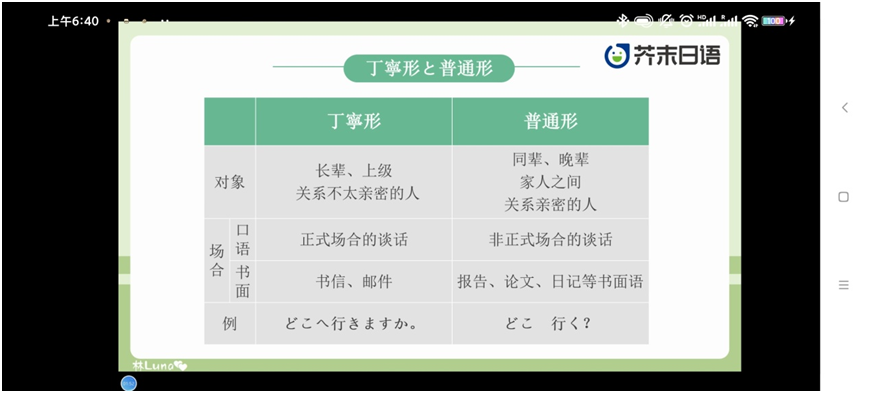 上午6:40
HD
R
100
芥末日语
丁寧形と普通形
丁寧形 普通形
对象
长辈、上级
关系不太亲密的人
同辈、晚辈
家人之间
关系亲密的人
场合
口语
正式场合的谈话
非正式场合的谈话
书面
书信、邮件
报告、论文、日记等书面语
例
どこへ行きますか。
どこ　行く？
林Luna